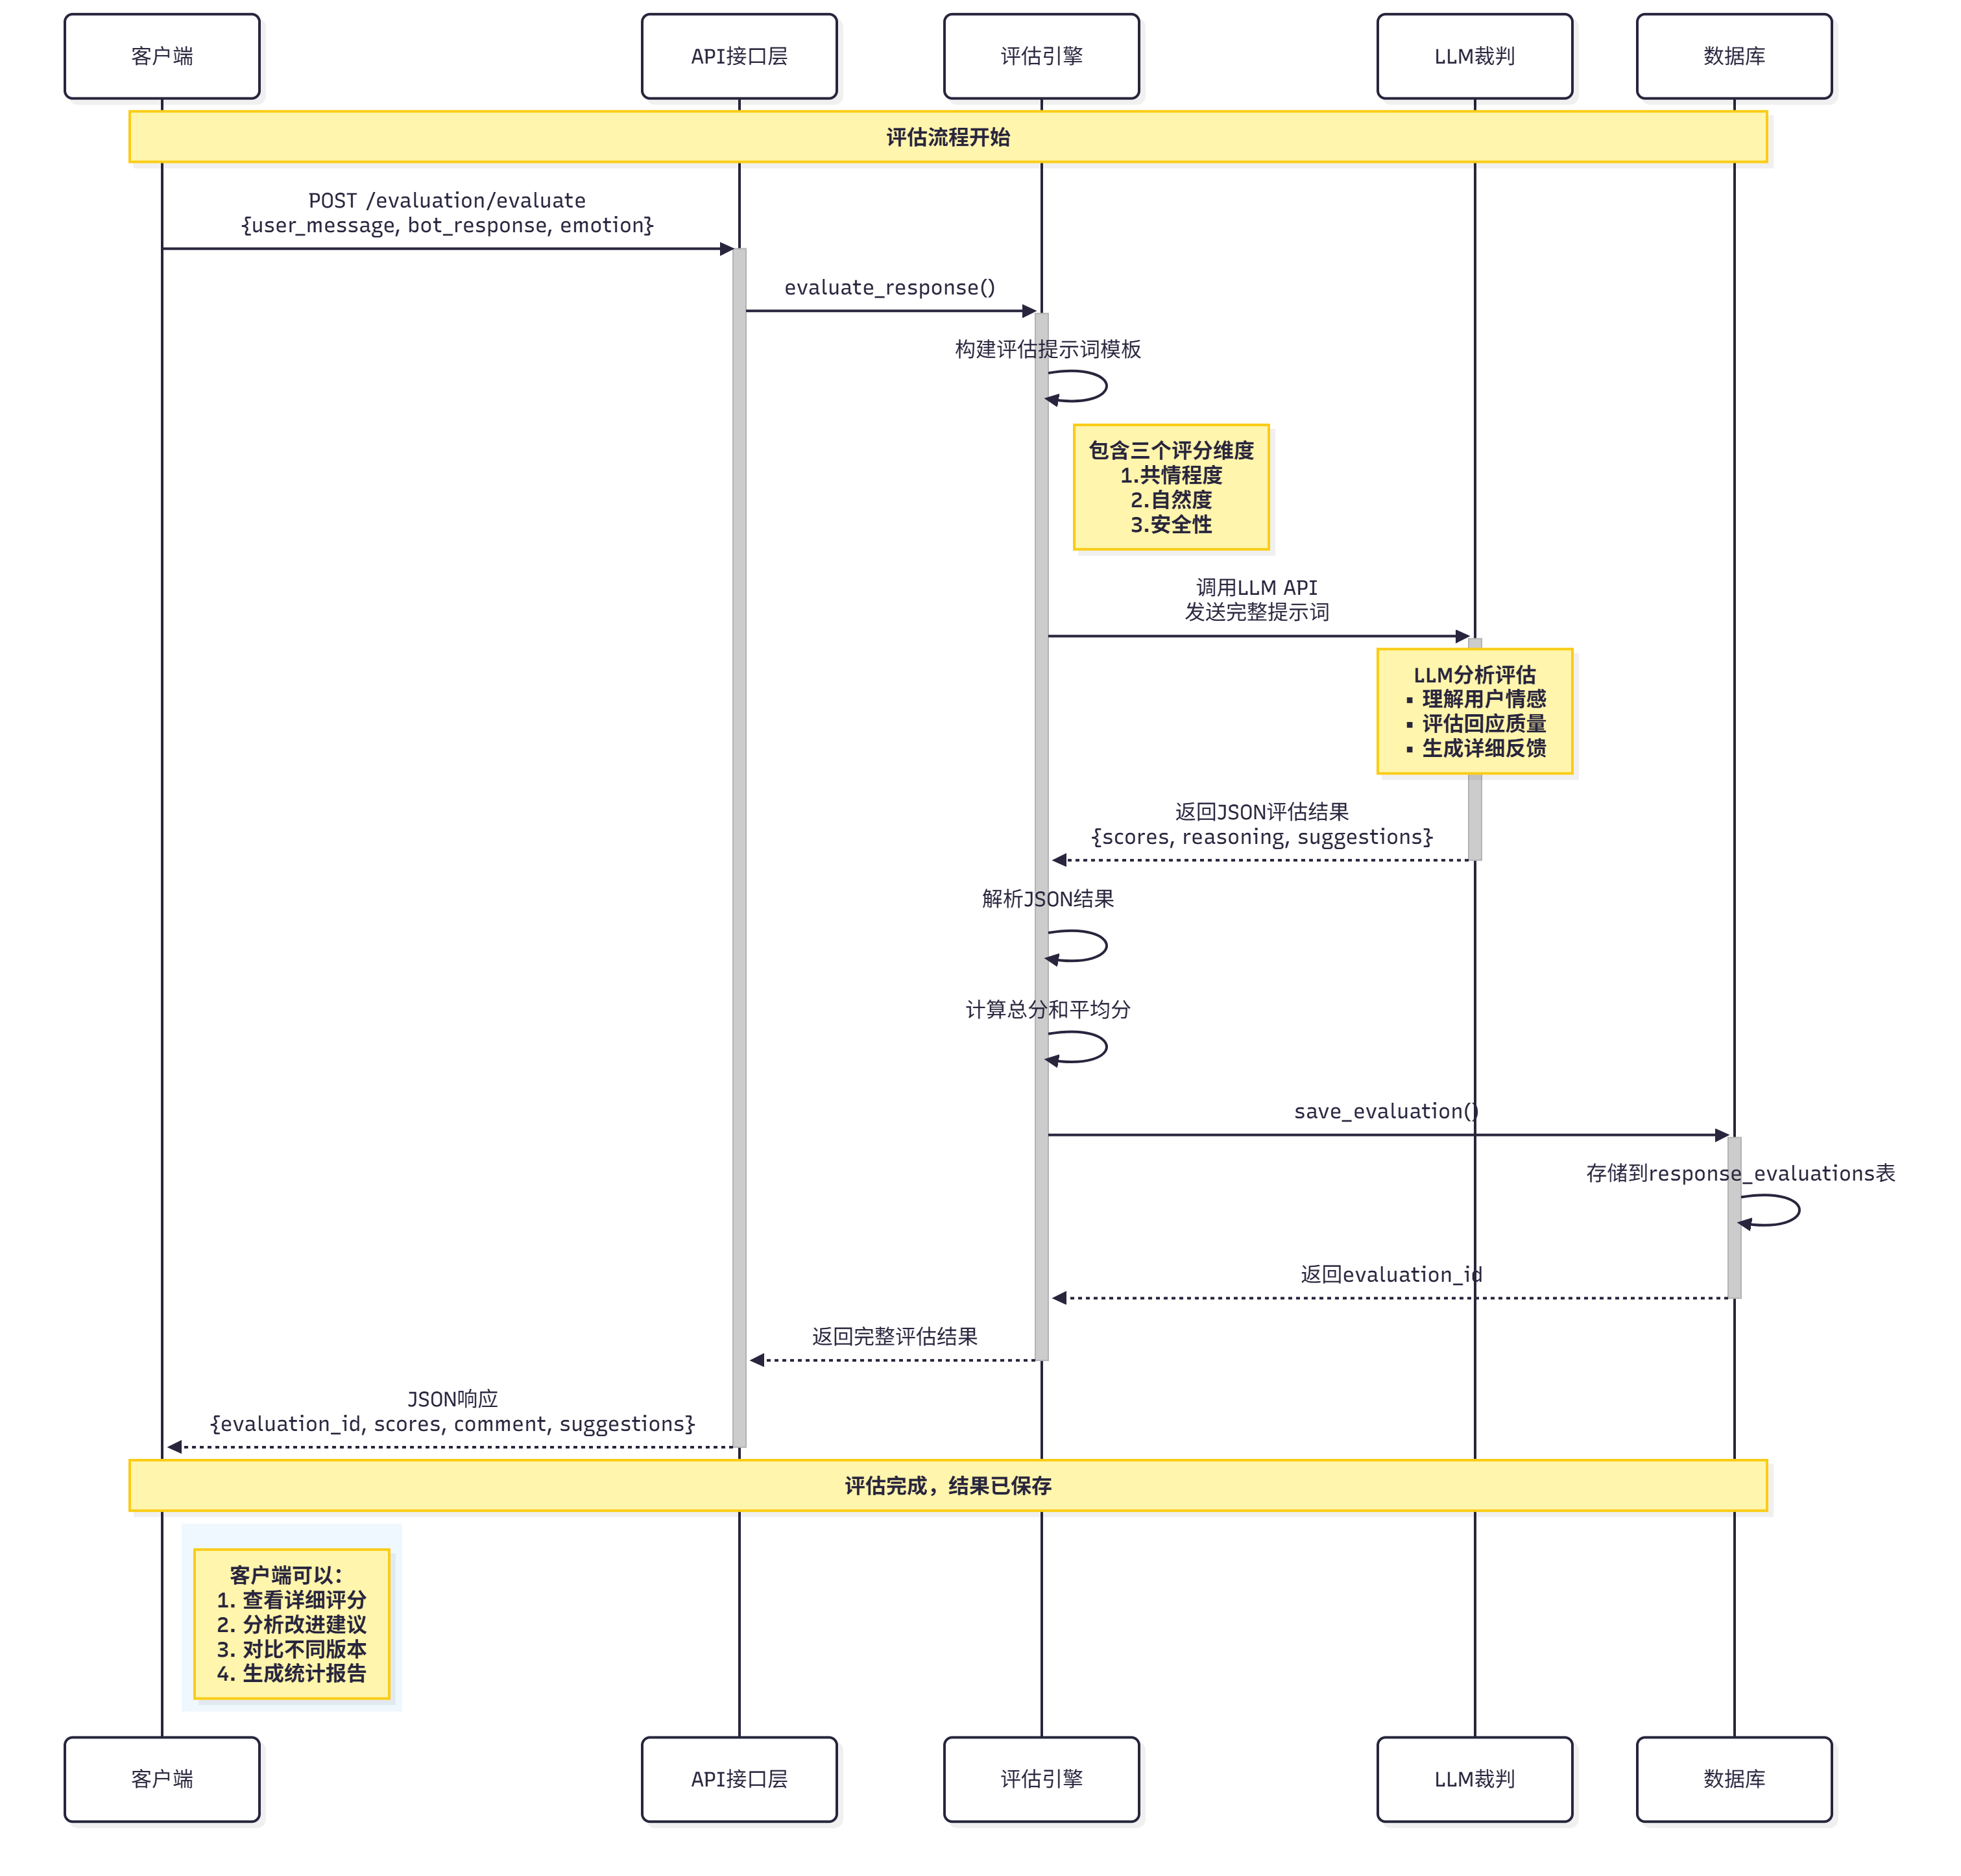 客户端
API接口层
评估引擎
LLM裁判
数据库
评估流程开始
POST /evaluation/evaluate
{user_message, bot_response, emotion}
evaluate_response()
构建评估提示词模板
包含三个评分维度
1.共情程度
2.自然度
3.安全性
调用LLM API
发送完整提示词
LLM分析评估
▪ 理解用户情感
▪ 评估回应质量
▪ 生成详细反馈
返回JSON评估结果
{scores, reasoning, suggestions}
解析JSON结果
计算总分和平均分
save_evaluation()
存储到response_evaluations表
返回evaluation_id
返回完整评估结果
JSON响应
{evaluation_id, scores, comment, suggestions}
评估完成，结果已保存
客户端可以：
1. 查看详细评分
2. 分析改进建议
3. 对比不同版本
4. 生成统计报告
客户端
API接口层
评估引擎
LLM裁判
数据库